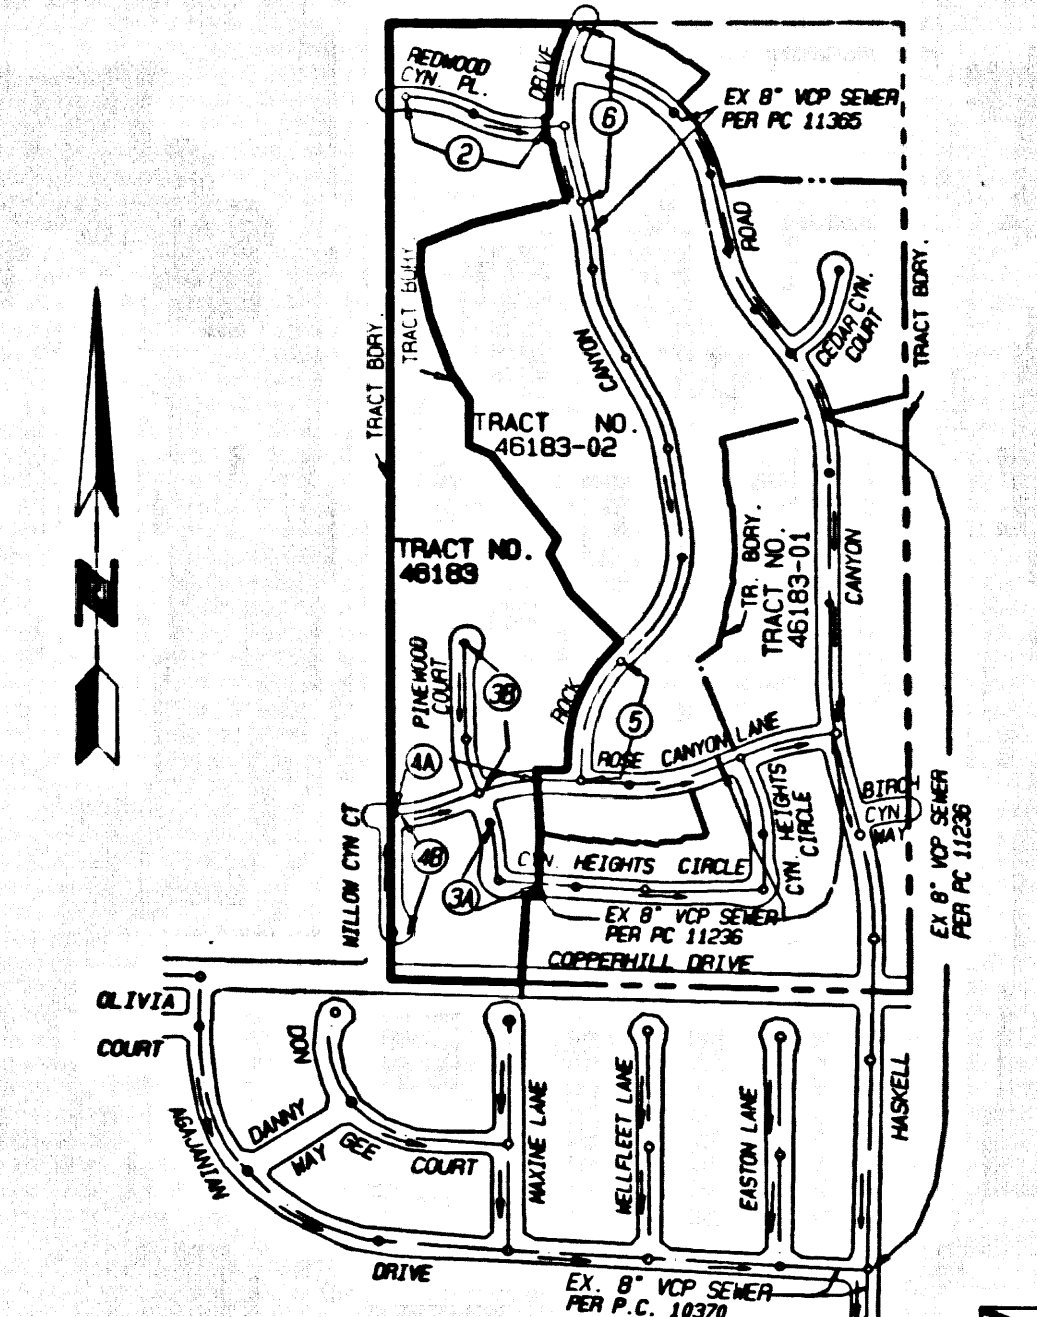 REDWOOD
CYN. PL.
DRIVE
6
EX 8" VCP SEWER
PER PC 11365
2
ROAD
TRACT BDRY.
TRACT BDRY.
TRACT BDRY.
CEDAR CYN.
COURT
CANYON
TRACT NO.
46183-02
TRACT NO.
46183
TR. BDRY.
TRACT NO.
46183-01
CANYON
N
PINEWOOD
COURT
3B
ROCK
5
4A
ROSE CANYON LANE
BIRCH
CYN
WAY
EX 8" VCP SEWER
PER PC 11236
WILLOW CYN CT
4B
3A
CYN. HEIGHTS CIRCLE
CYN. HEIGHTS
CIRCLE
EX 8" VCP SEWER
PER PC 11236
COPPERHILL DRIVE
OLIVIA
COURT
DON
DANNY
WAY
GEE
COURT
AGAJANIAN
DRIVE
MAXINE LANE
WELLFLEET LANE
EASTON LANE
HASKELL
EX. 8" VCP SEWER
PER P.C. 10370